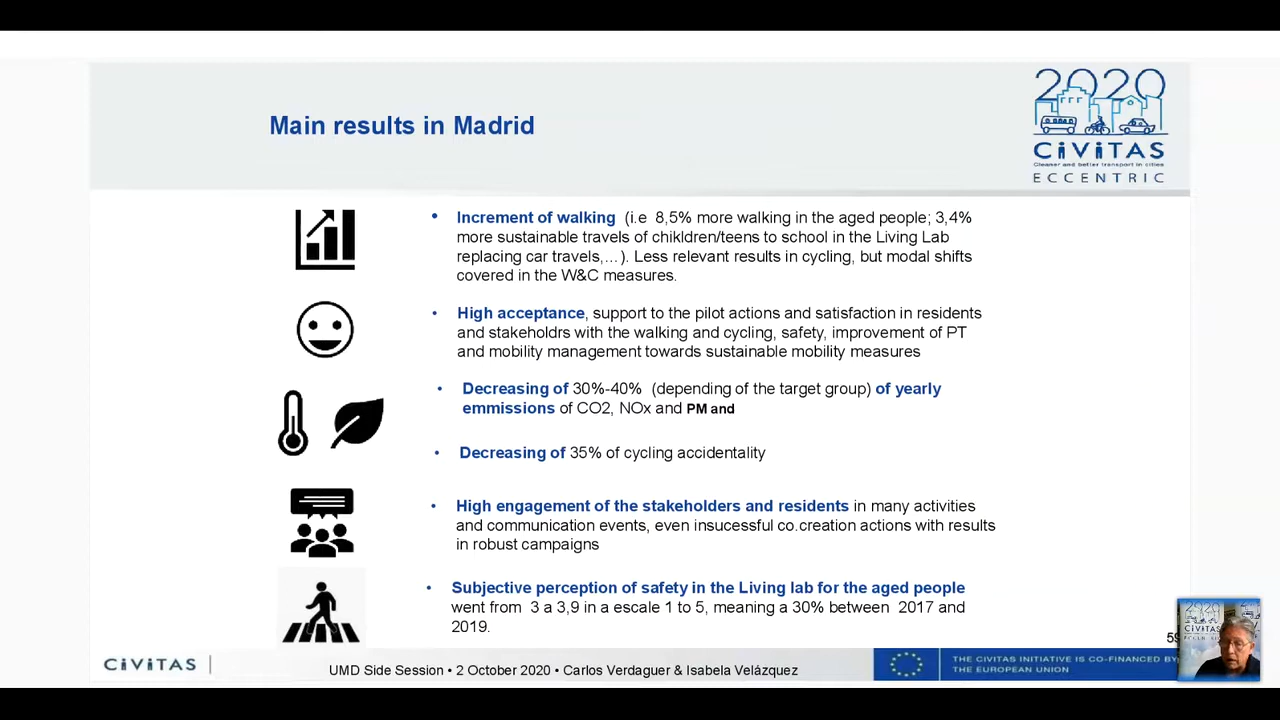 Main results in Madrid
2020
CiViTAS
Cleaner and better transport in cities
ECCENTRIC
• Increment of walking (i.e 8,5% more walking in the aged people; 3,4%
more sustainable travels of chikldren/teens to school in the Living Lab
replacing car travels,...). Less relevant results in cycling, but modal shifts
covered in the W&C measures.
• High acceptance, support to the pilot actions and satisfaction in residents
and stakeholdrs with the walking and cycling, safety, improvement of PT
and mobility management towards sustainable mobility measures
• Decreasing of 30%-40% (depending of the target group) of yearly
emmissions of CO2, NOx and PM and
• Decreasing of 35% of cycling accidentality
• High engagement of the stakeholders and residents in many activities
and communication events, even insucessful co.creation actions with results
in robust campaigns
• Subjective perception of safety in the Living lab for the aged people
went from 3 a 3,9 in a escale 1 to 5, meaning a 30% between 2017 and
2019.
59
CiViTAS
UMD Side Session • 2 October 2020 • Carlos Verdaguer & Isabela Velázquez
THE CIVITAS INITIATIVE IS CO-FINANCED BY
THE EUROPEAN UNION
2020
CiViTAS